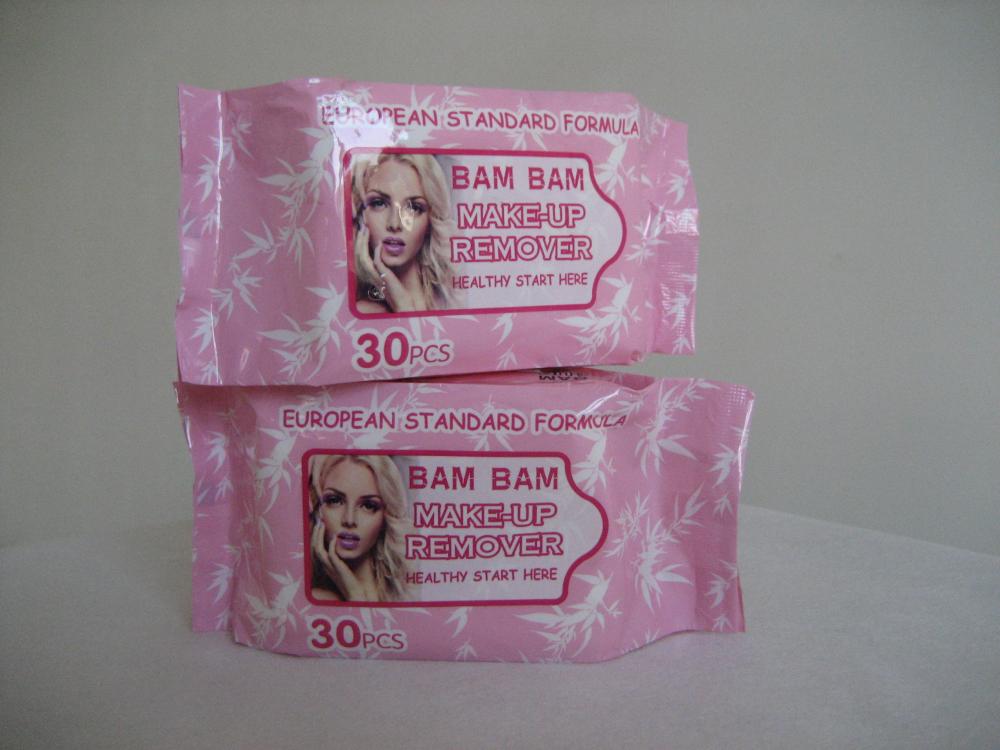 EUROPEAN STANDARD FORMULA
BAM BAM
MAKE-UP
REMOVER
HEALTHY START HERE
30PCS
EUROPEAN STANDARD FORMULA
BAM BAM
MAKE-UP
REMOVER
HEALTHY START HERE
30PCS